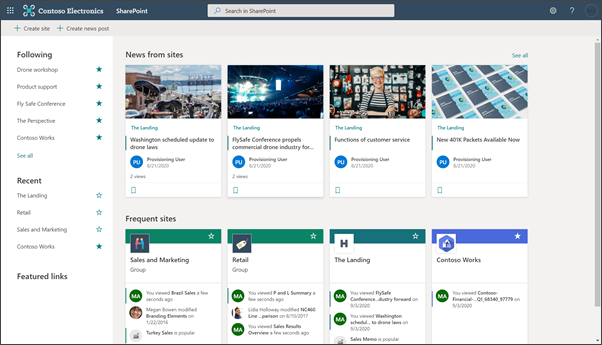 Contoso Electronics
SharePoint
Search in SharePoint
?
+ Create site
+ Create news post
Following
Drone workshop
Product support
Fly Safe Conference
The Perspective
Contoso Works
See all
Recent
The Landing
Retail
Sales and Marketing
Contoso Works
Featured links
News from sites
See all
The Landing
Washington scheduled update to
drone laws
PU
Provisioning User
8/21/2020
2 views
The Landing
FlySafe Conference propels
commercial drone industry for...
PU
Provisioning User
8/21/2020
2 views
The Landing
Functions of customer service
PU
Provisioning User
8/21/2020
The Landing
New 401K Packets Available Now
PU
Provisioning User
8/21/2020
Frequent sites
Sales and Marketing
Group
MA
You viewed Brazil Sales a few
seconds ago
Megan Bowen modified
Branding Elements on
1/22/2016
Turkey Sales is popular
Retail
Group
MA
You viewed P and L Summary a
few seconds ago
Lidia Holloway modified NC460
Line ...parison on 8/10/2017
MA
You viewed Sales Results
Overview a few seconds ago
H
The Landing
MA
You viewed FlySafe
Conference...dustry forward on
9/3/2020
MA
You viewed Washington
schedul... to drone laws on
9/3/2020
Sales Memo is popular
Contoso Works
MA
You viewed Contoso-
Financial-...Q1_68340_97779 on
9/3/2020